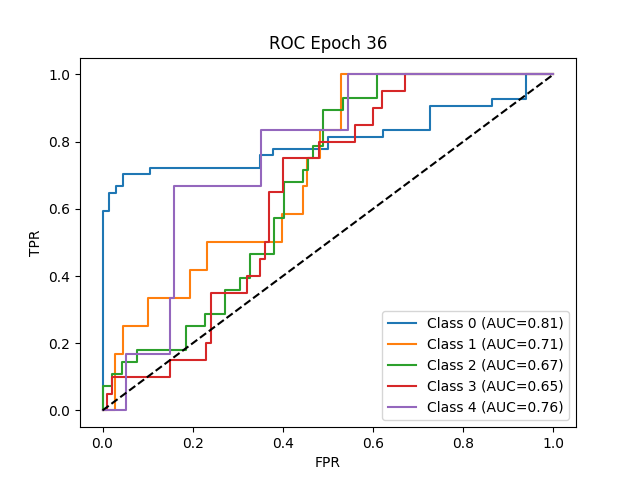 ROC Epoch 36
TPR
1.0
0.8
0.6
0.4
0.2
0.0
Class 0 (AUC=0.81)
Class 1 (AUC=0.71)
Class 2 (AUC=0.67)
Class 3 (AUC=0.65)
Class 4 (AUC=0.76)
0.0 0.2 0.4 0.6 0.8 1.0
FPR